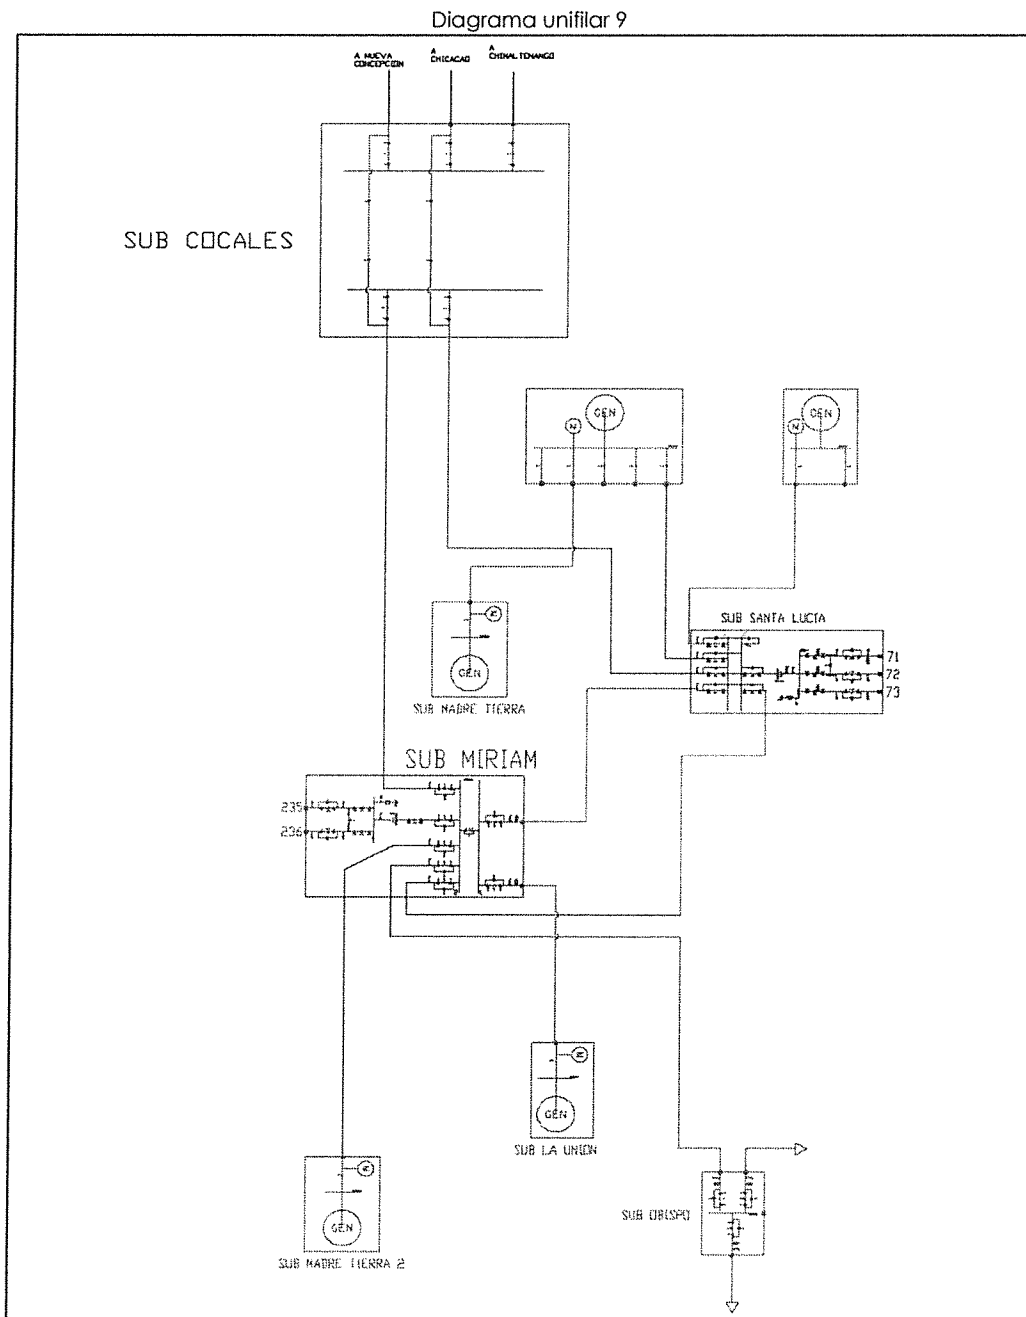 Diagrama unifilar 9
A NUEVA
CONCEPCION
A
CHICACAO
A
CHIMALTENANGO
SUB COCALES
GEN
N
GEN
N
SUB SANTA LUCIA
71
72
73
GEN
SUB MADRE TIERRA
SUB MIRIAM
235
236
GEN
SUB LA UNION
GEN
SUB MADRE TIERRA 2
SUB OBISPO